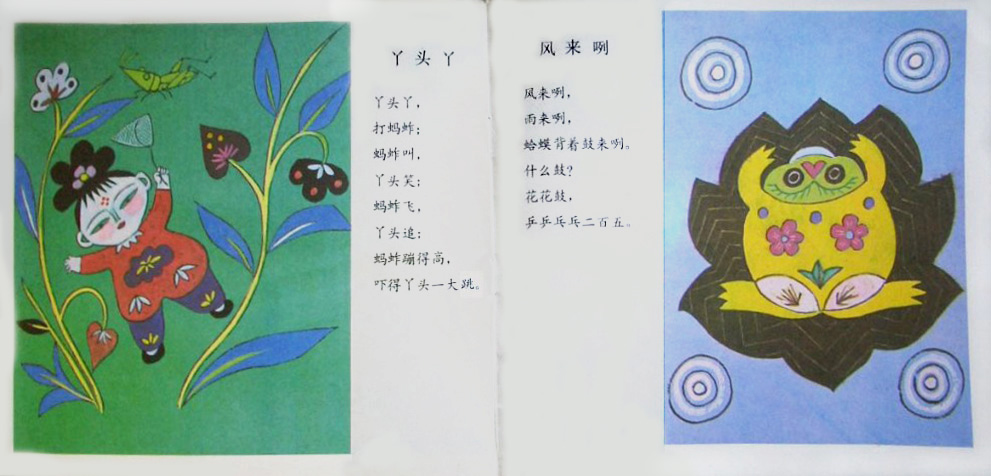 丫头丫
丫头丫，
打蚂蚱；
蚂蚱叫，
丫头笑；
蚂蚱飞，
丫头追；
蚂蚱蹦得高，
吓得丫头一大跳。
风来咧
风来咧，
雨来咧，
蛤蟆背着鼓来咧。
什么鼓？
花花鼓，
乒乒乓乓二百五。